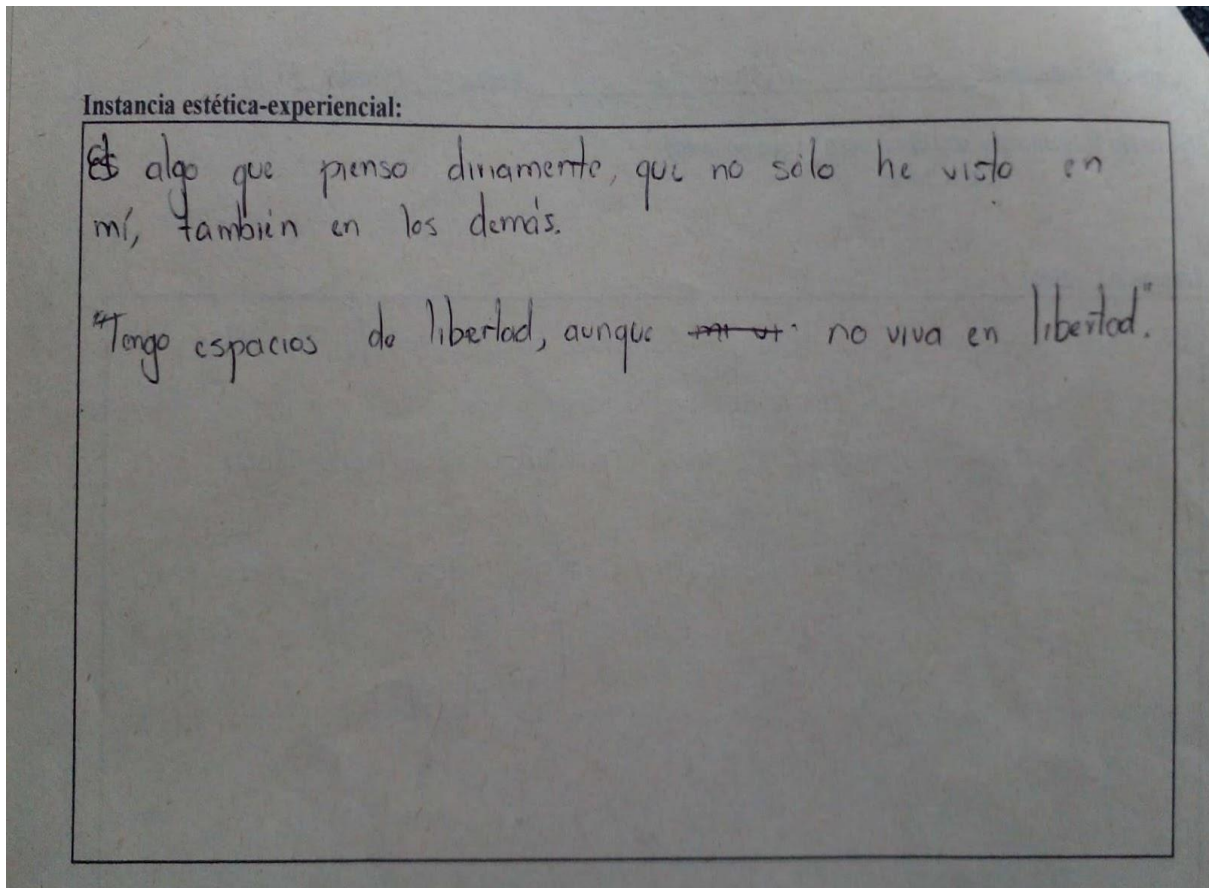 Instancia estética-experiencial:
Es algo que pienso diriamente, que no sólo he visto en
mí, también en los demás.
"Tengo espacios de libertad, aunque no viva en libertad".